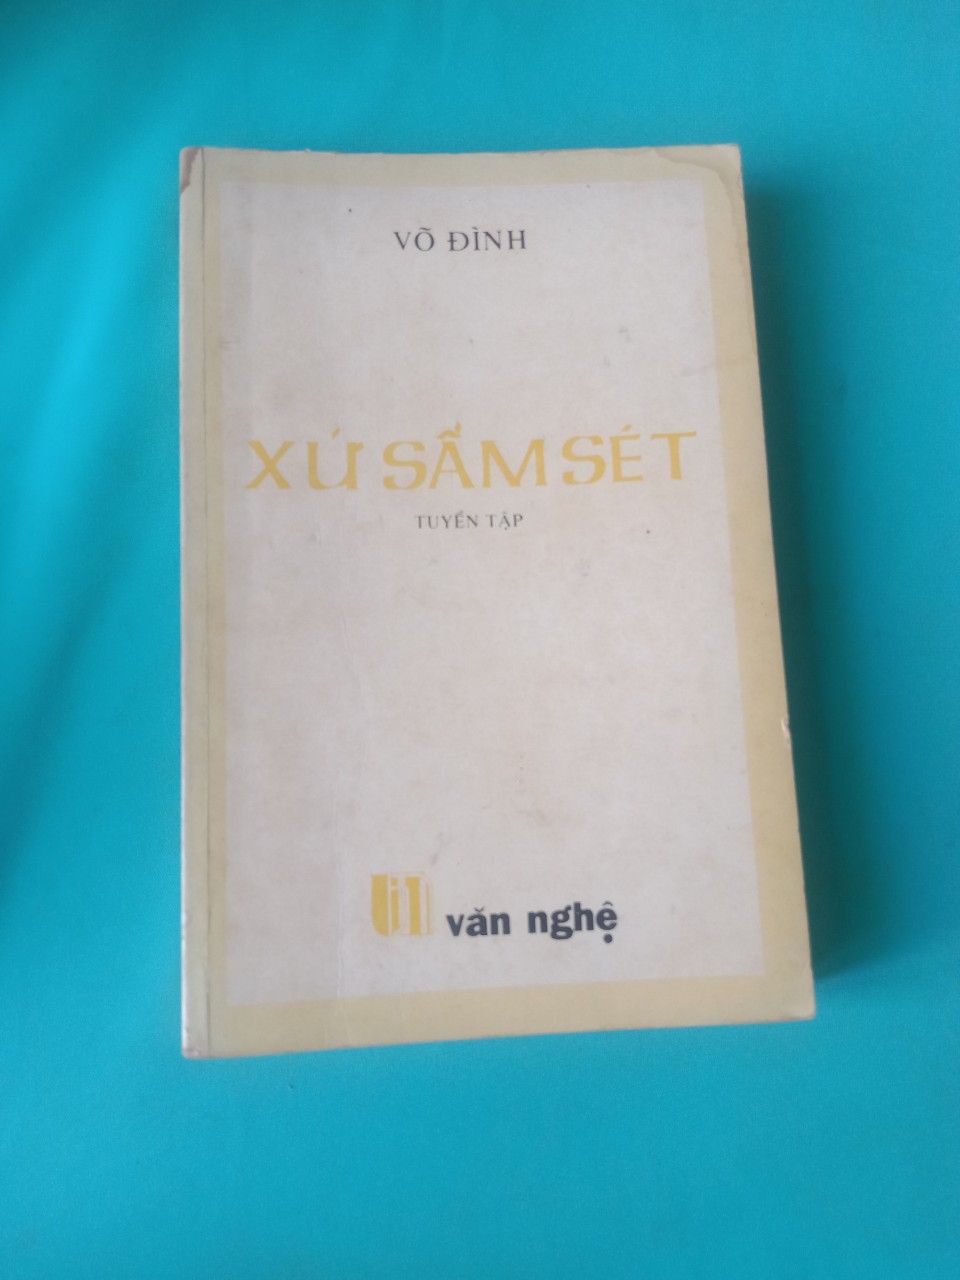 VÕ ĐÌNH
XỨ SẤM SÉT
TUYỂN TẬP
văn nghệ